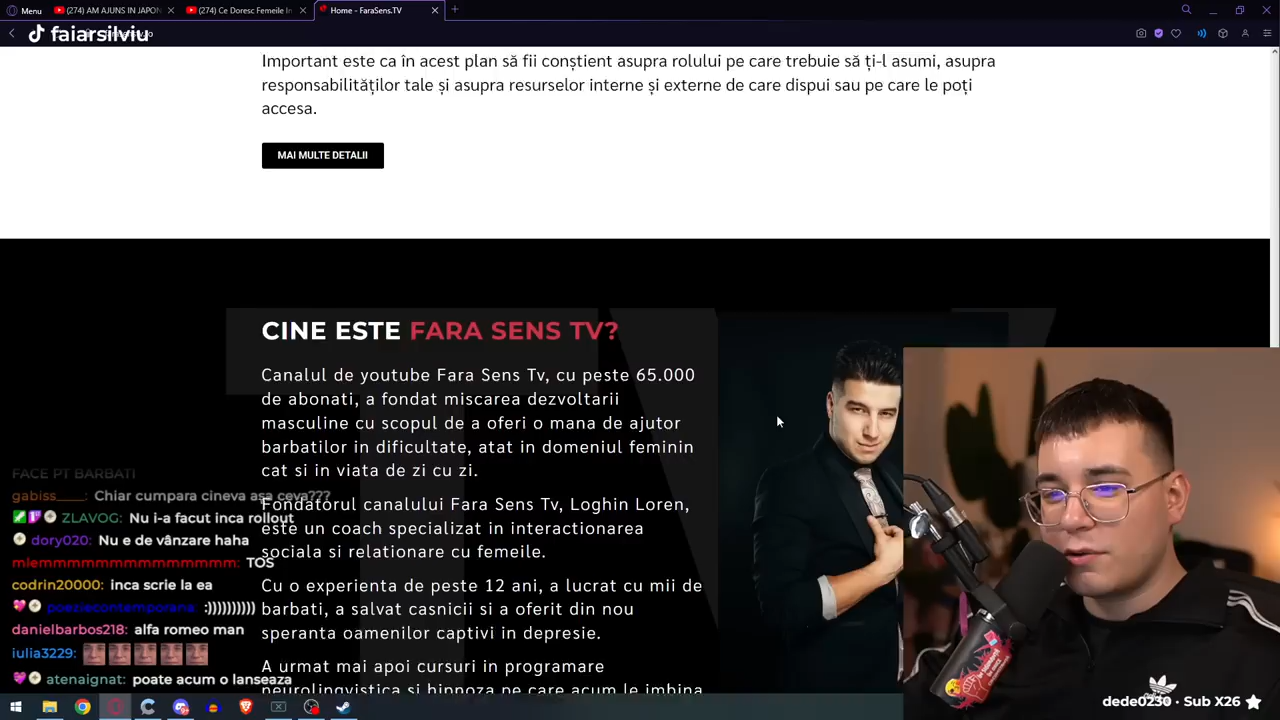 Menu
(274) AM AJUNS IN JAPON
(274) Ce Doresc Femeile In
Home - FaraSens.TV
faiarsilviu
Important este ca în acest plan să fii conștient asupra rolului pe care trebuie să ți-l asumi, asupra
responsabilităților tale și asupra resurselor interne și externe de care dispui sau pe care le poți
accesa.
MAI MULTE DETALII
CINE ESTE FARA SENS TV?
Canalul de youtube Fara Sens Tv, cu peste 65.000
de abonati, a fondat miscarea dezvoltarii
masculine cu scopul de a oferi o mana de ajutor
barbatilor in dificultate, atat in domeniul feminin
cat si in viata de zi cu zi.
Fondatorul canalului Fara Sens Tv, Loghin Loren,
este un coach specializat in interactionarea
sociala si relationare cu femeile.
Cu o experienta de peste 12 ani, a lucrat cu mii de
barbati, a salvat casnicii si a oferit din nou
speranta oamenilor captivi in depresie.
A urmat mai apoi cursuri in programare
neurolingvistica si hipnoza pe care acum le imbina
FACE PT BARBATI
gabiss____: Chiar cumpara cineva asa ceva???
ZLAVOG: Nu i-a facut inca rollout
dory020: Nu e de vânzare haha
TOS
codrin20000: inca scrie la ea
poeziecontemporana: :))))))))))
danielbarbos218: alfa romeo man
iulia3229:
atenaignat: poate acum o lanseaza
dede0230 · Sub X26